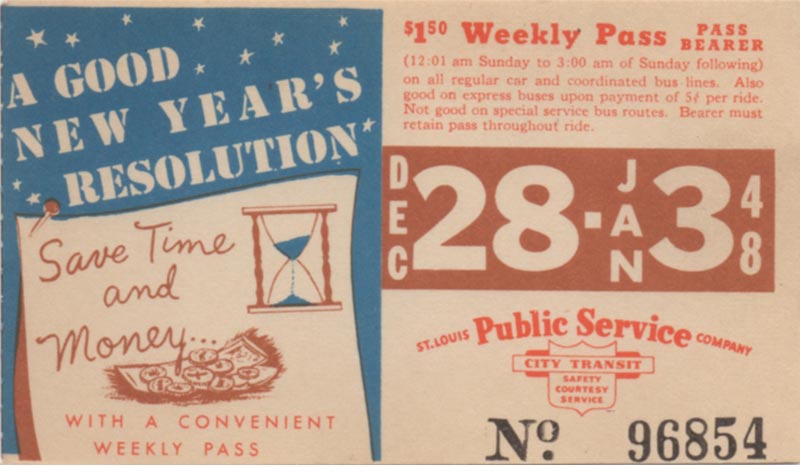 A GOOD
NEW YEAR'S
RESOLUTION
Save Time
and
Money...
WITH A CONVENIENT
WEEKLY PASS
$1.50 Weekly Pass PASS BEARER
(12:01 am Sunday to 3:00 am of Sunday following)
on all regular car and coordinated bus lines. Also
good on express buses upon payment of 5¢ per ride.
Not good on special service bus routes. Bearer must
retain pass throughout ride.
DEC 28 - JAN 3 48
ST. LOUIS Public Service COMPANY
CITY TRANSIT
SAFETY
COURTESY
SERVICE
No. 96854